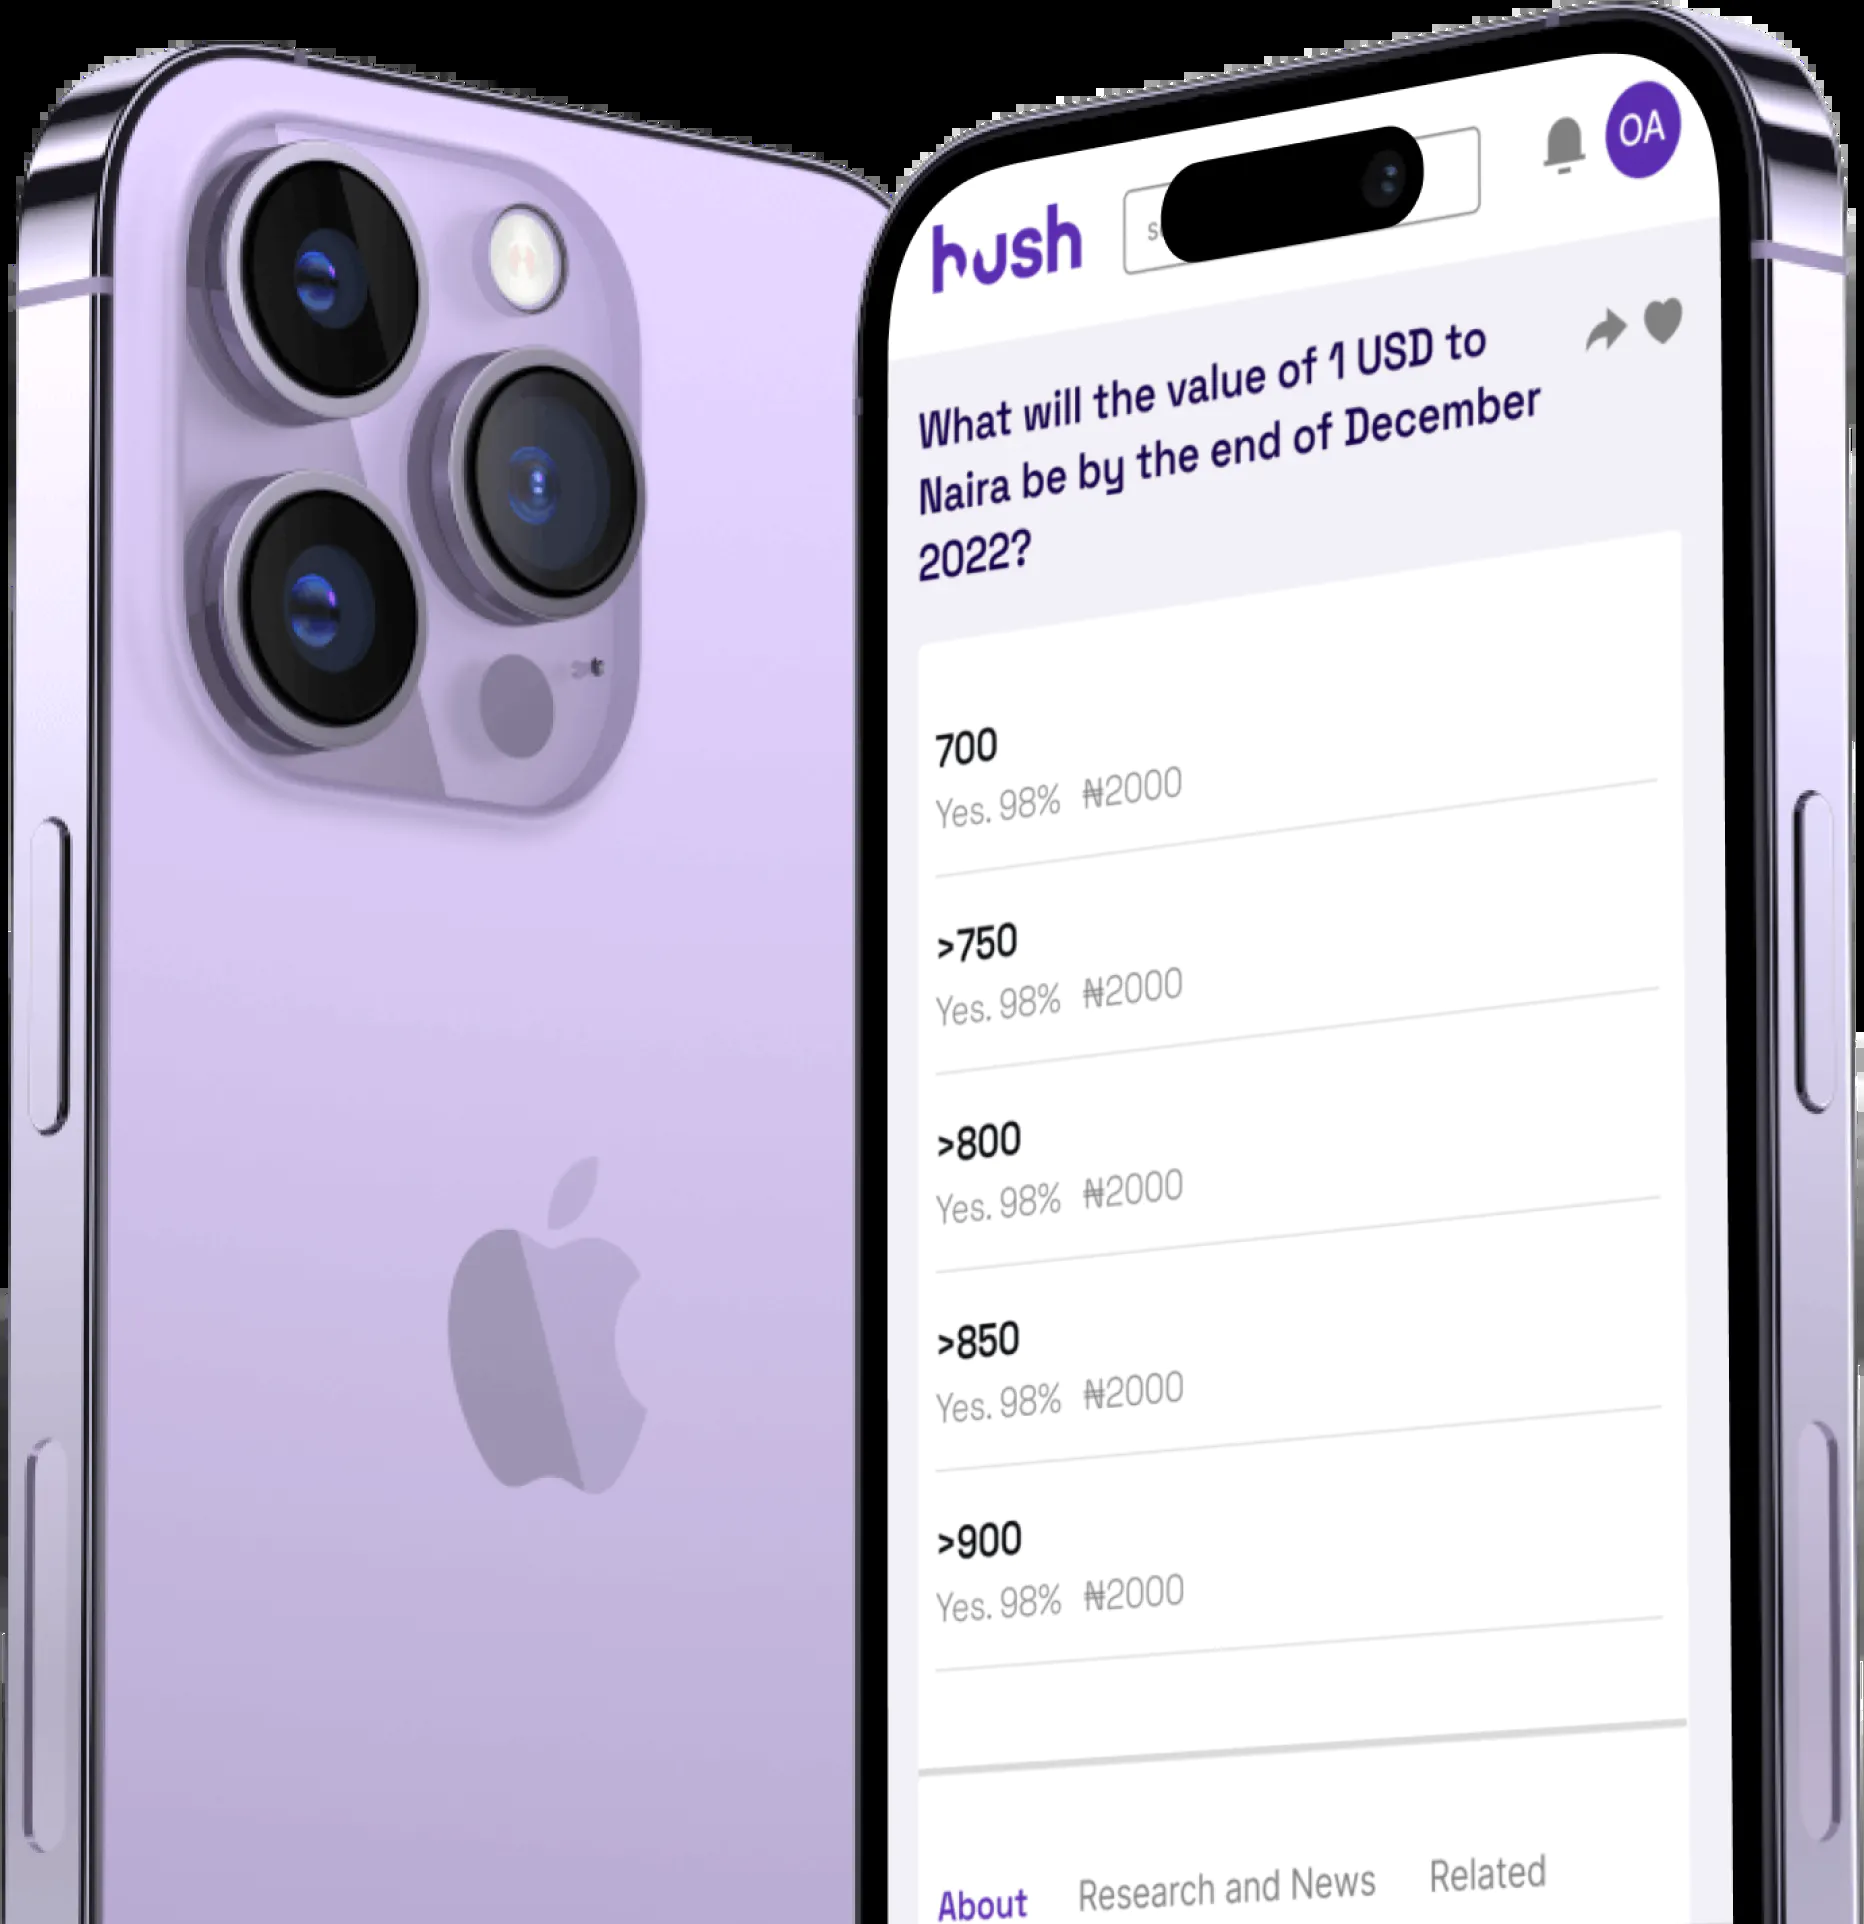 hush
OA
What will the value of 1 USD to
Naira be by the end of December
2022?
700
Yes. 98% ₦2000
>750
Yes. 98% ₦2000
>800
Yes. 98% ₦2000
>850
Yes. 98% ₦2000
>900
Yes. 98% ₦2000
About Research and News Related